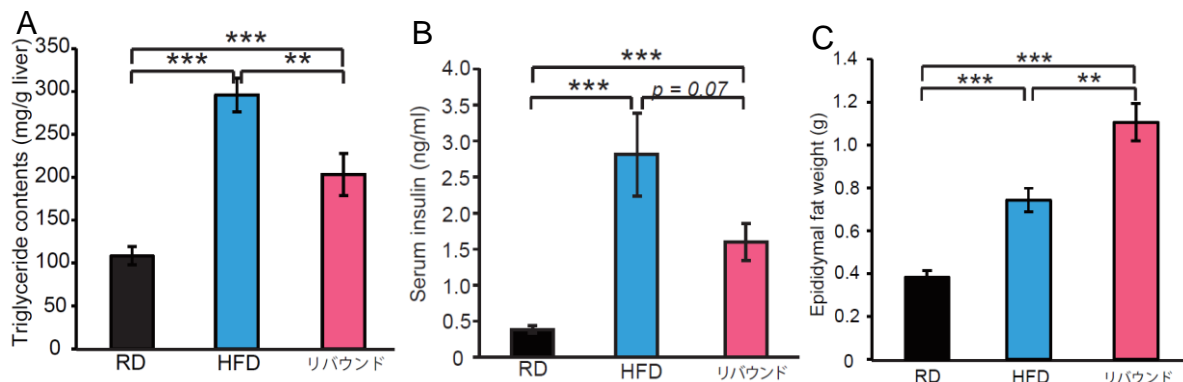 A
Triglyceride contents (mg/g liver)
350
300
250
200
150
100
50
0
***
***
**
RD
HFD
リバウンド
B
Serum insulin (ng/ml)
4.0
3.5
3.0
2.5
2.0
1.5
1.0
0.5
0
***
***
p = 0.07
RD
HFD
リバウンド
C
Epididymal fat weight (g)
1.4
1.2
1.0
0.8
0.6
0.4
0.2
0
***
***
**
RD
HFD
リバウンド